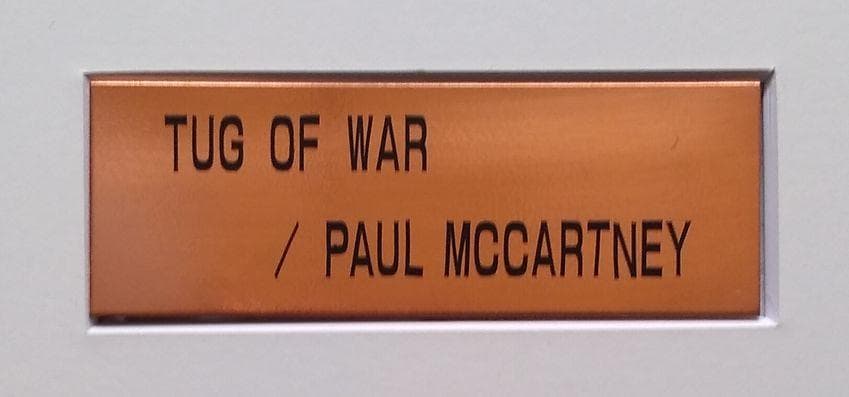 TUG OF WAR
/ PAUL MCCARTNEY